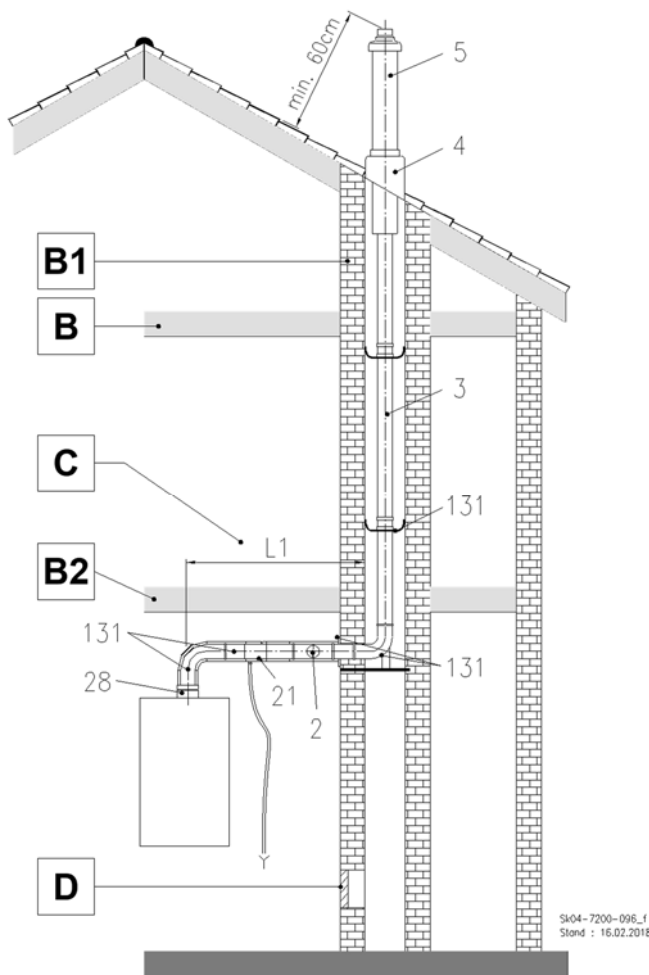 min. 60cm
5
4
B1
B
3
C
131
L1
B2
131
131
28
21
2
D
Sk04-7200-096_f
Stand : 16.02.2018